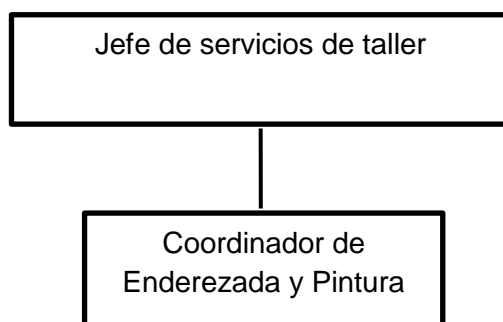 Jefe de servicios de taller
Coordinador de
Enderezada y Pintura